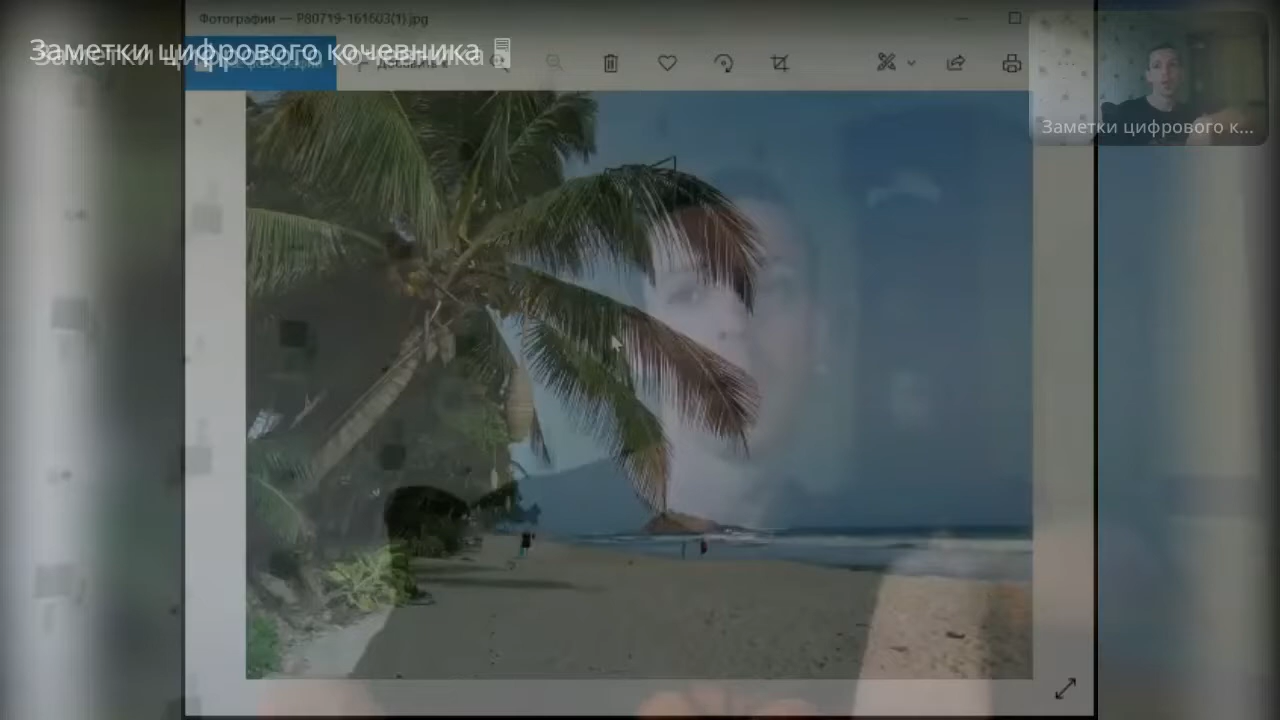 Фотографии — P80719-161603(1).jpg
Заметки цифрового кочевника
Заметки цифрового к...